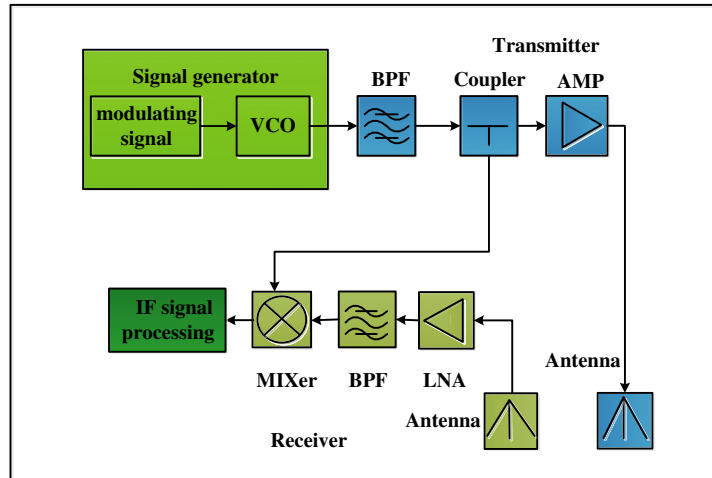 Transmitter
Signal generator
BPF
Coupler
AMP
modulating
signal
VCO
IF signal
processing
MIXer
BPF
LNA
Antenna
Antenna
Receiver